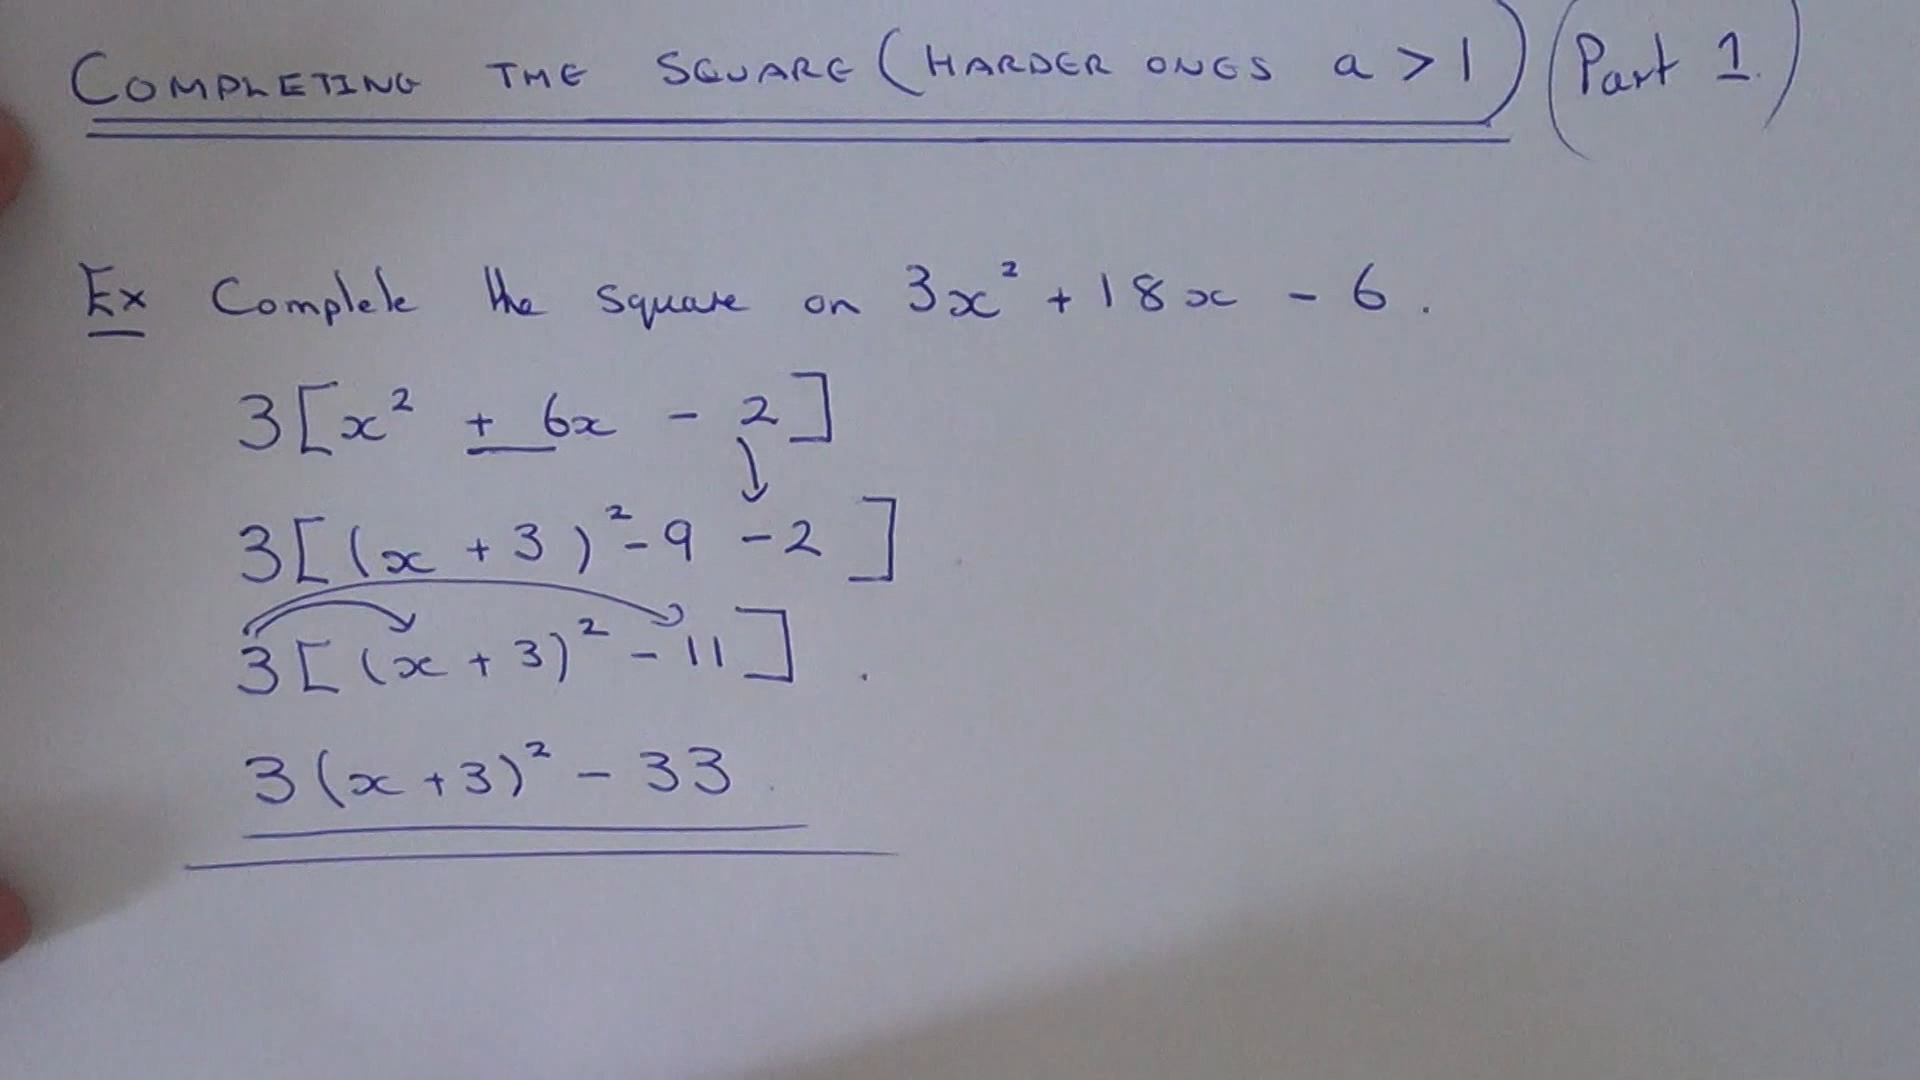 COMPLETING THE SQUARE (HARDER ONES a > 1) (Part 1)
Ex Complete the square on 3x² + 18x - 6.
3[x² + 6x - 2]
3[(x + 3)² - 9 - 2]
3[(x + 3)² - 11]
3(x + 3)² - 33